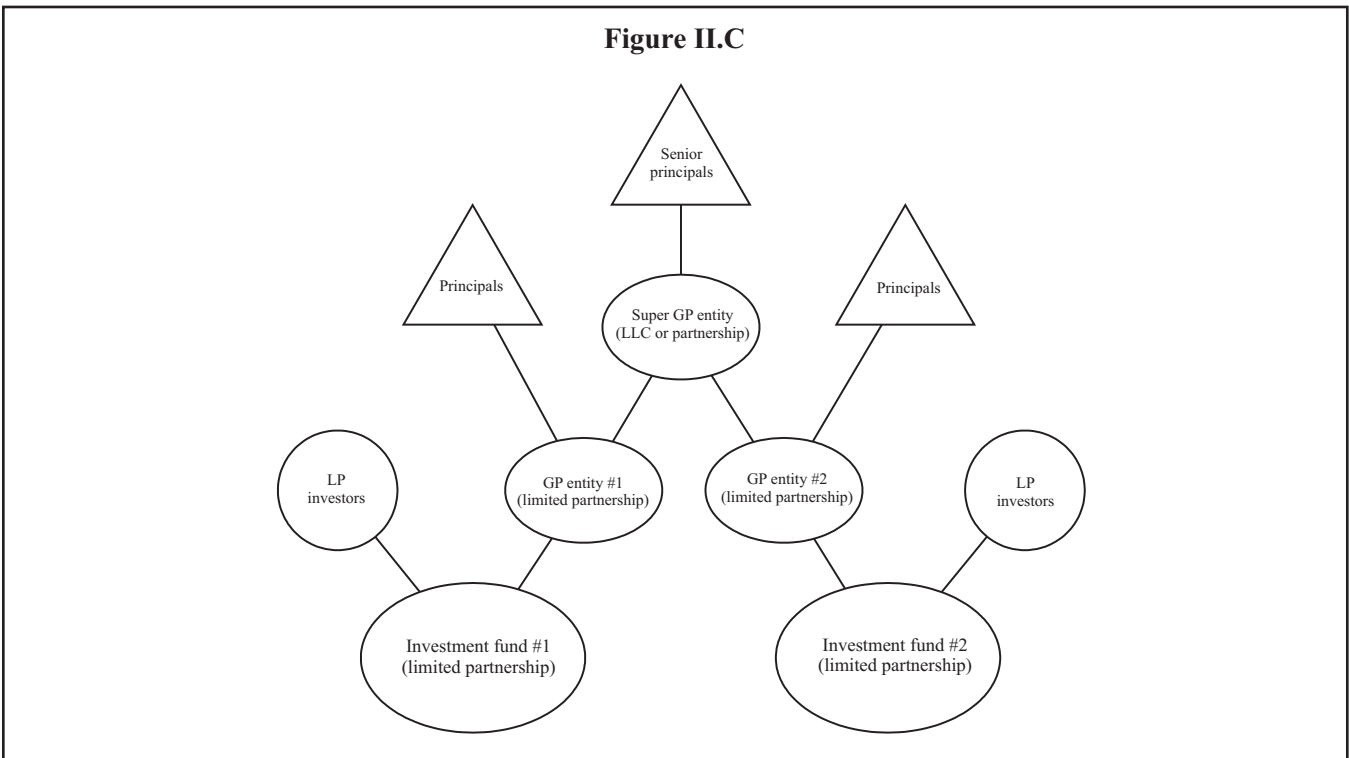 Figure II.C
Senior
principals
Principals
Principals
Super GP entity
(LLC or partnership)
LP
investors
GP entity #1
(limited partnership)
GP entity #2
(limited partnership)
LP
investors
Investment fund #1
(limited partnership)
Investment fund #2
(limited partnership)